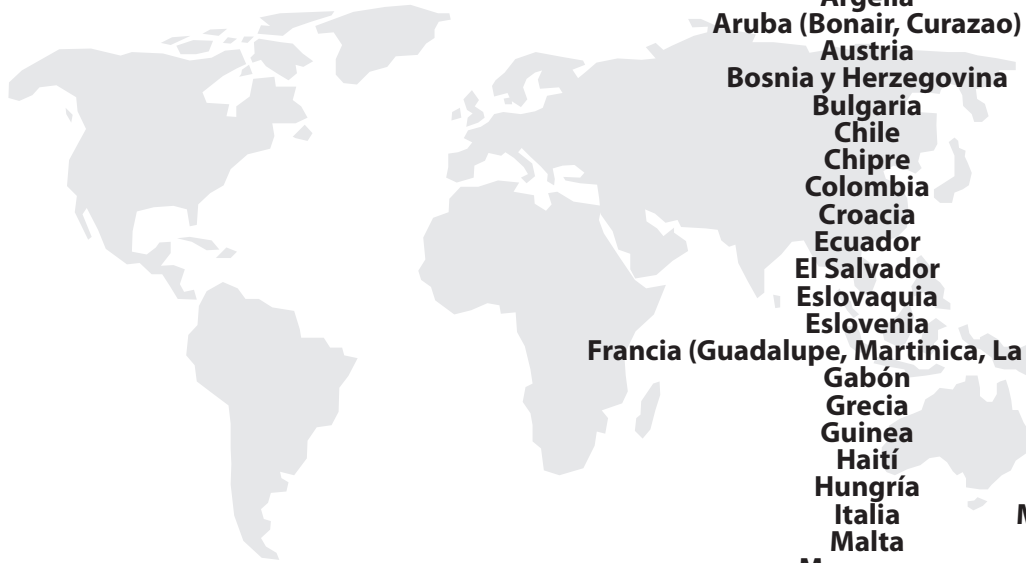 Argelia
Aruba (Bonair, Curazao)
Austria
Bosnia y Herzegovina
Bulgaria
Chile
Chipre
Colombia
Croacia
Ecuador
El Salvador
Eslovaquia
Eslovenia
Francia (Guadalupe, Martinica, La
Gabón
Grecia
Guinea
Haití
Hungría
Italia
Malta